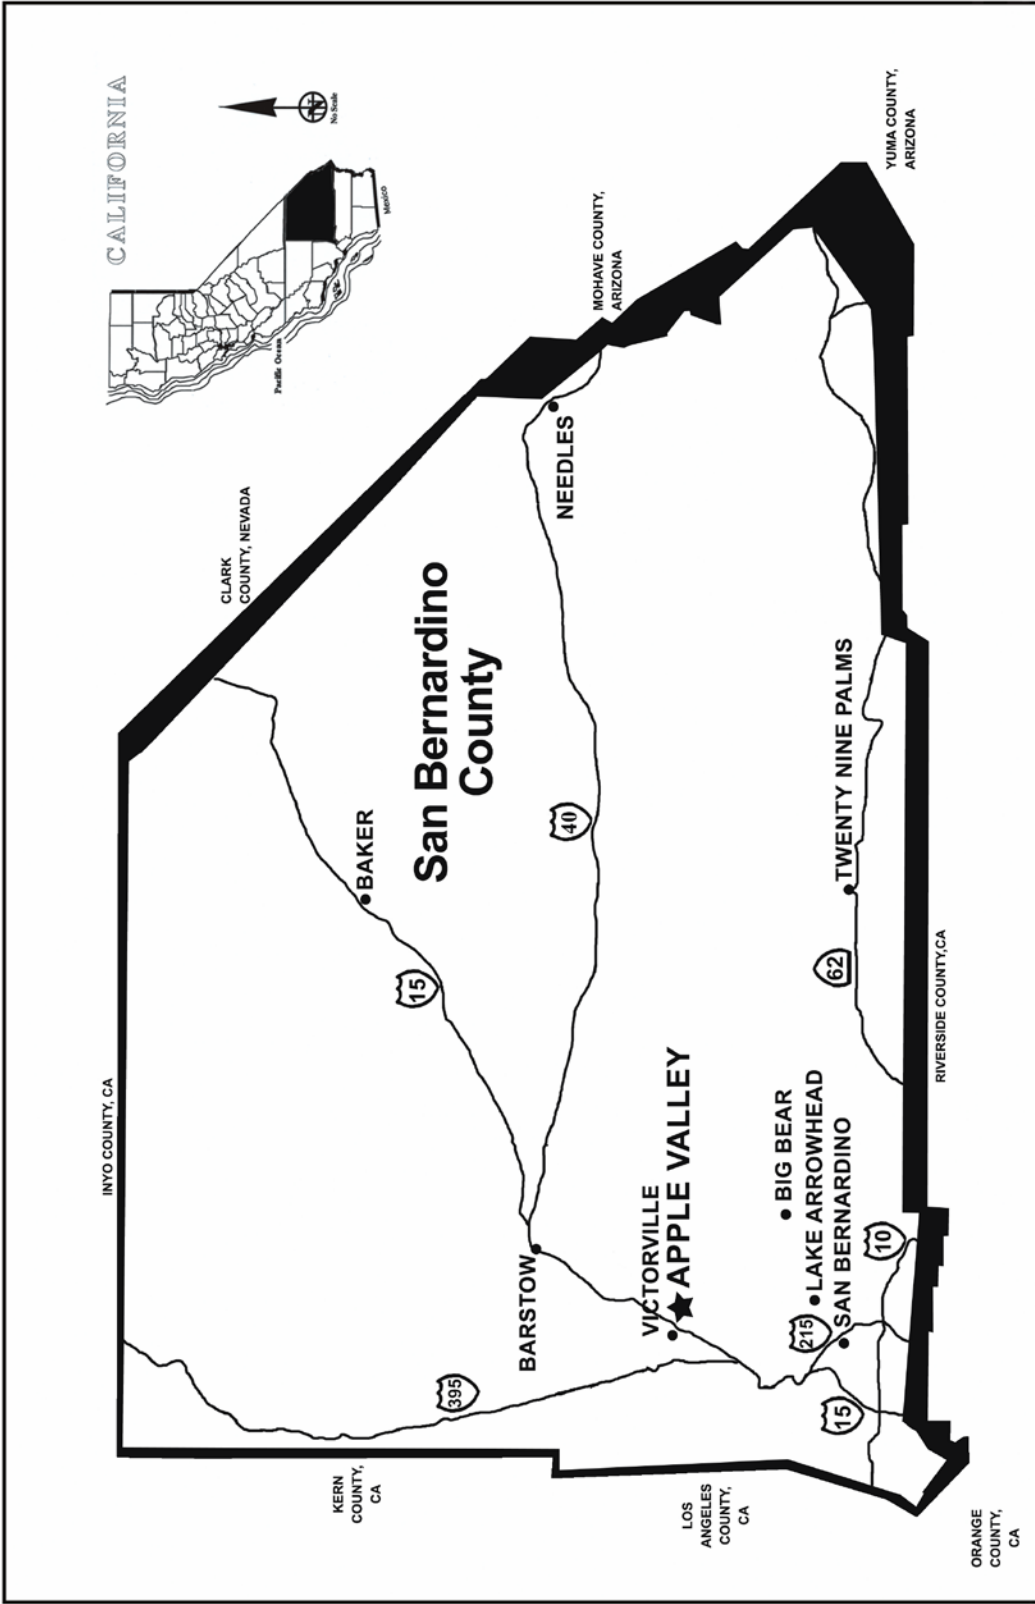 CALIFORNIA
N
No Scale
Mexico
Pacific Ocean
INYO COUNTY, CA
CLARK
COUNTY, NEVADA
MOHAVE COUNTY,
ARIZONA
YUMA COUNTY,
ARIZONA
KERN
COUNTY,
CA
LOS
ANGELES
COUNTY,
CA
ORANGE
COUNTY,
CA
RIVERSIDE COUNTY,CA
San Bernardino
County
BAKER
15
395
BARSTOW
40
NEEDLES
VICTORVILLE
APPLE VALLEY
BIG BEAR
LAKE ARROWHEAD
SAN BERNARDINO
215
15
10
62
TWENTY NINE PALMS